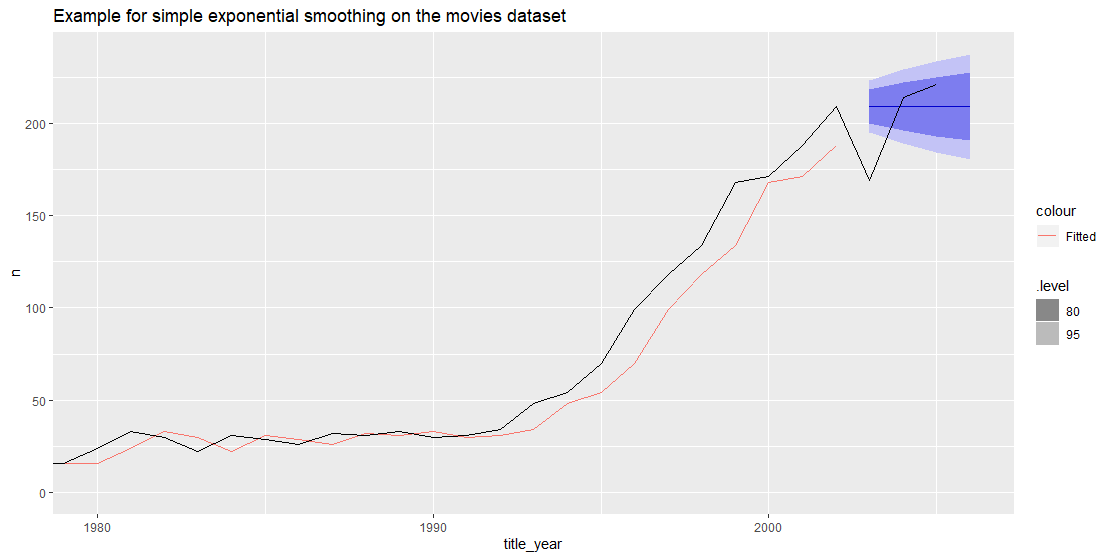 Example for simple exponential smoothing on the movies dataset
n
200
150
100
50
0
1980
1990
2000
title_year
colour
Fitted
.level
80
95